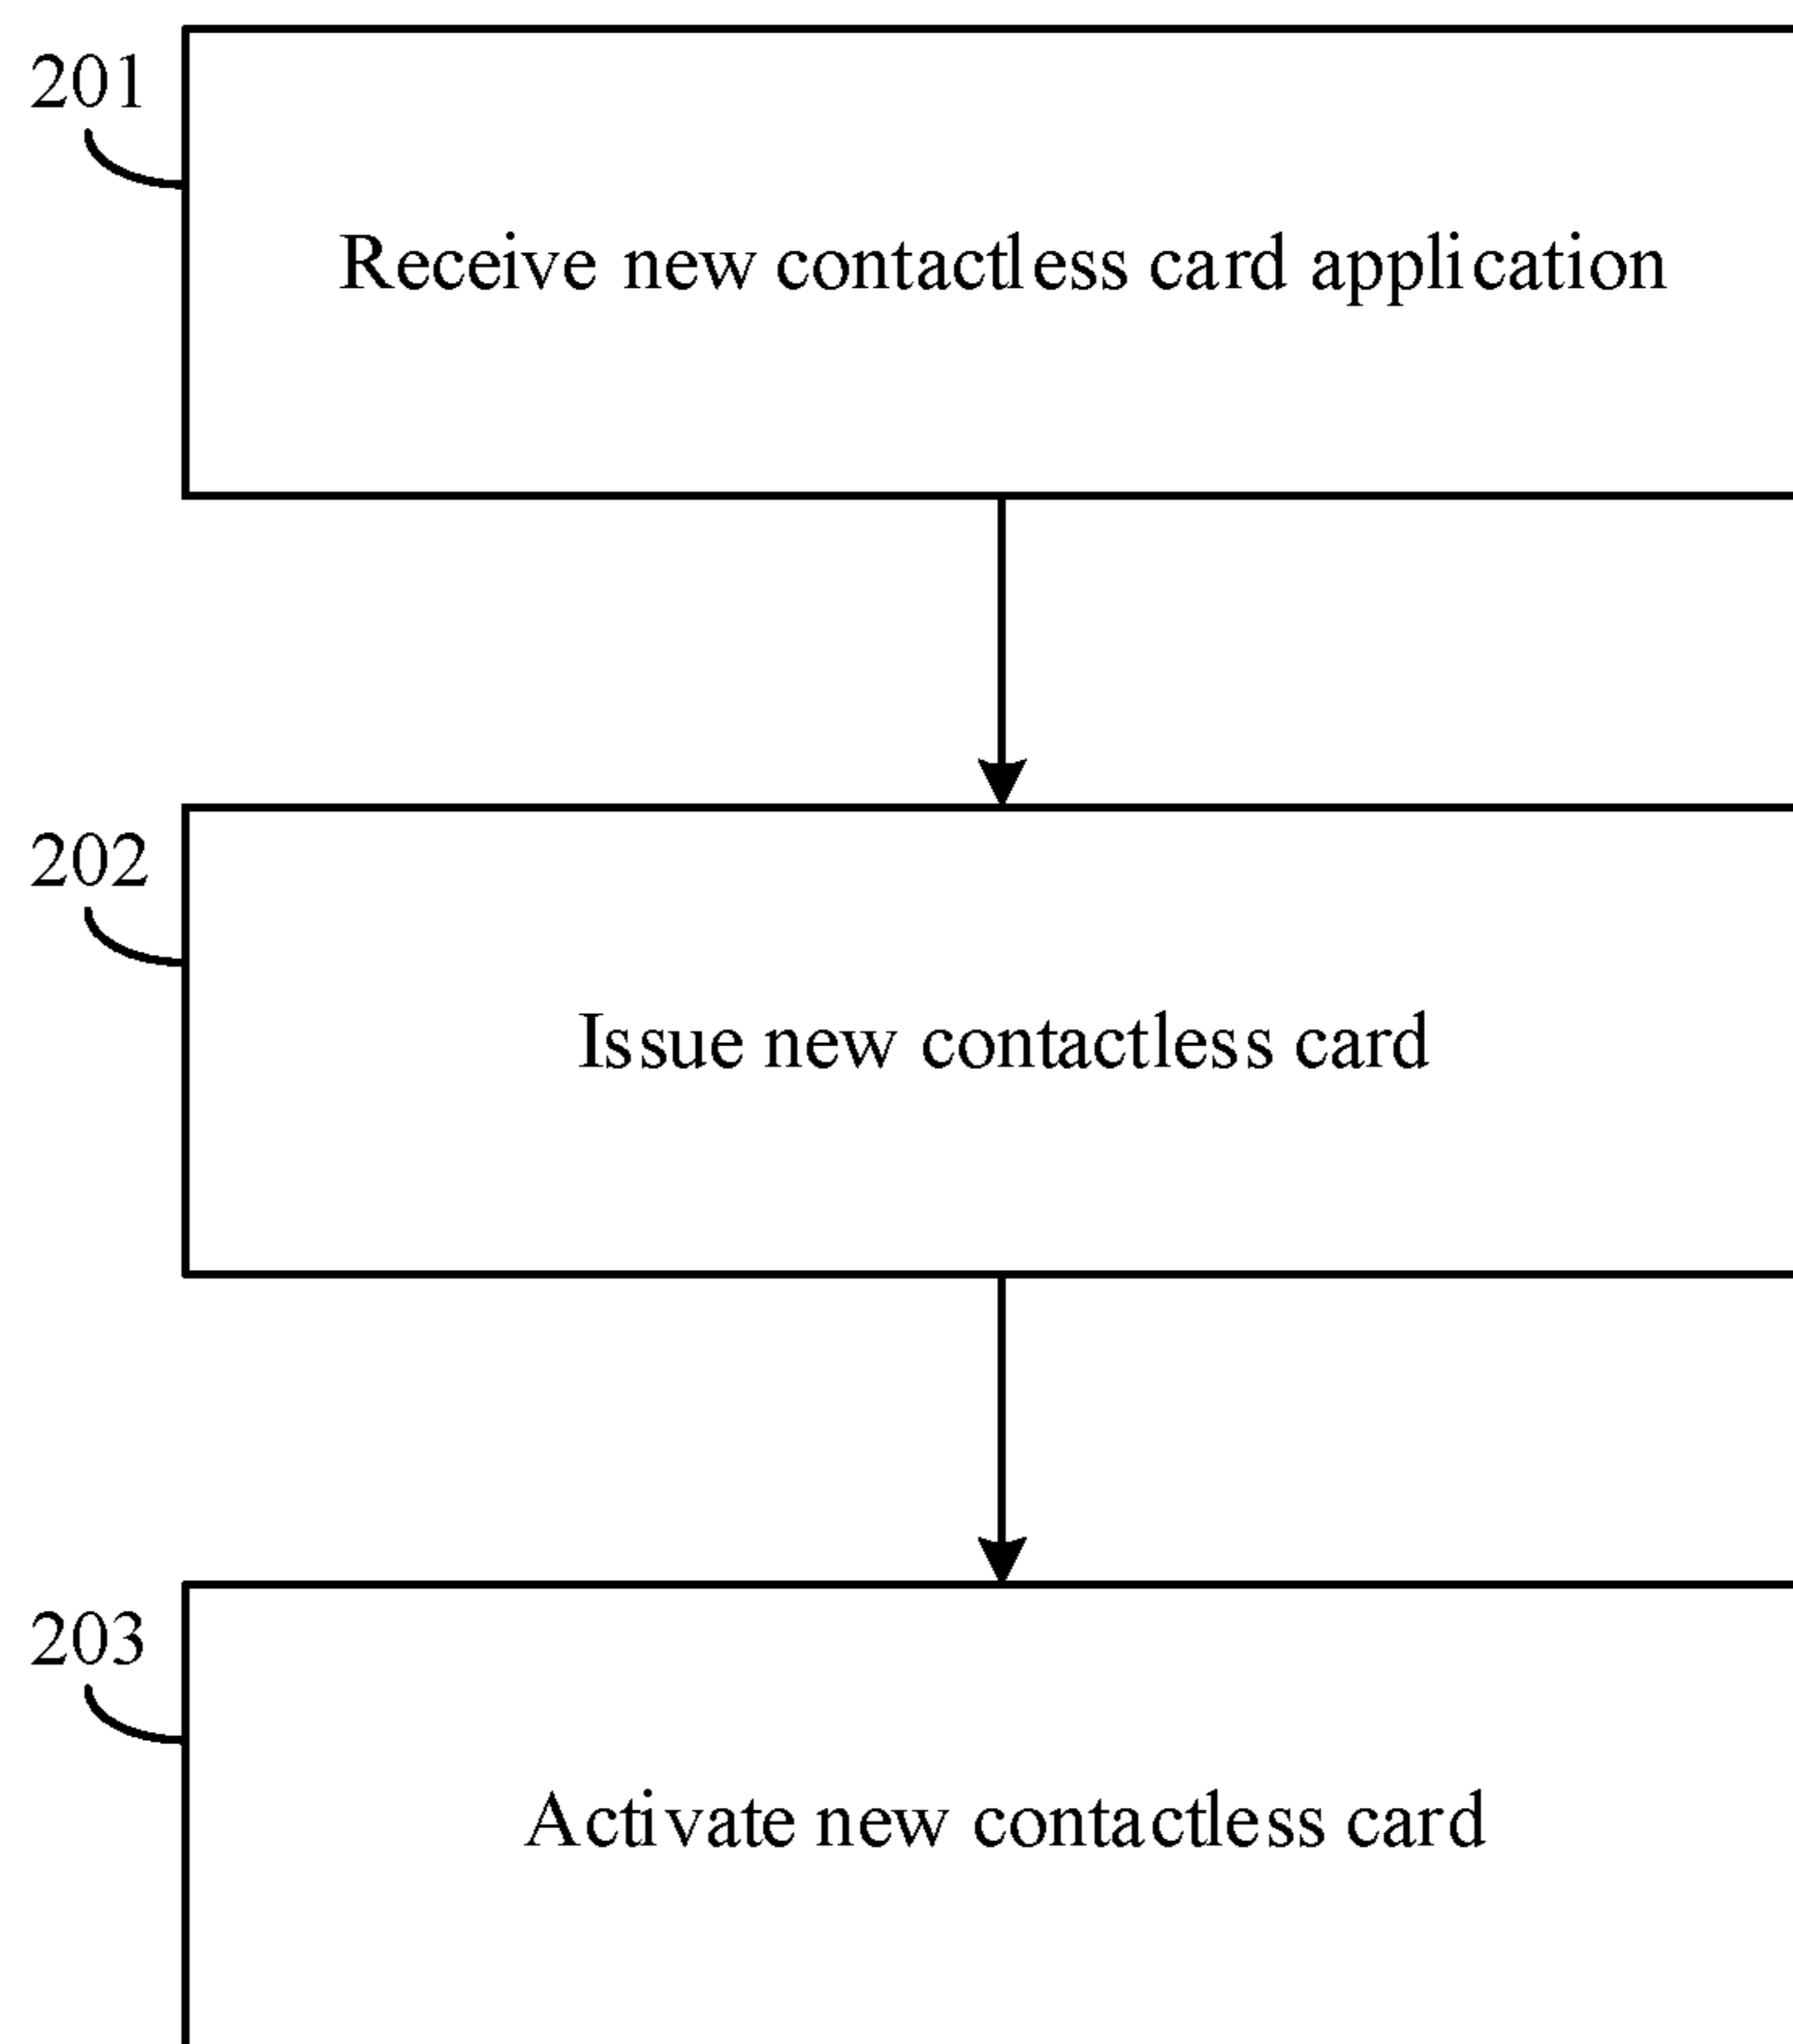 201
Receive new contactless card application
202
Issue new contactless card
203
Activate new contactless card